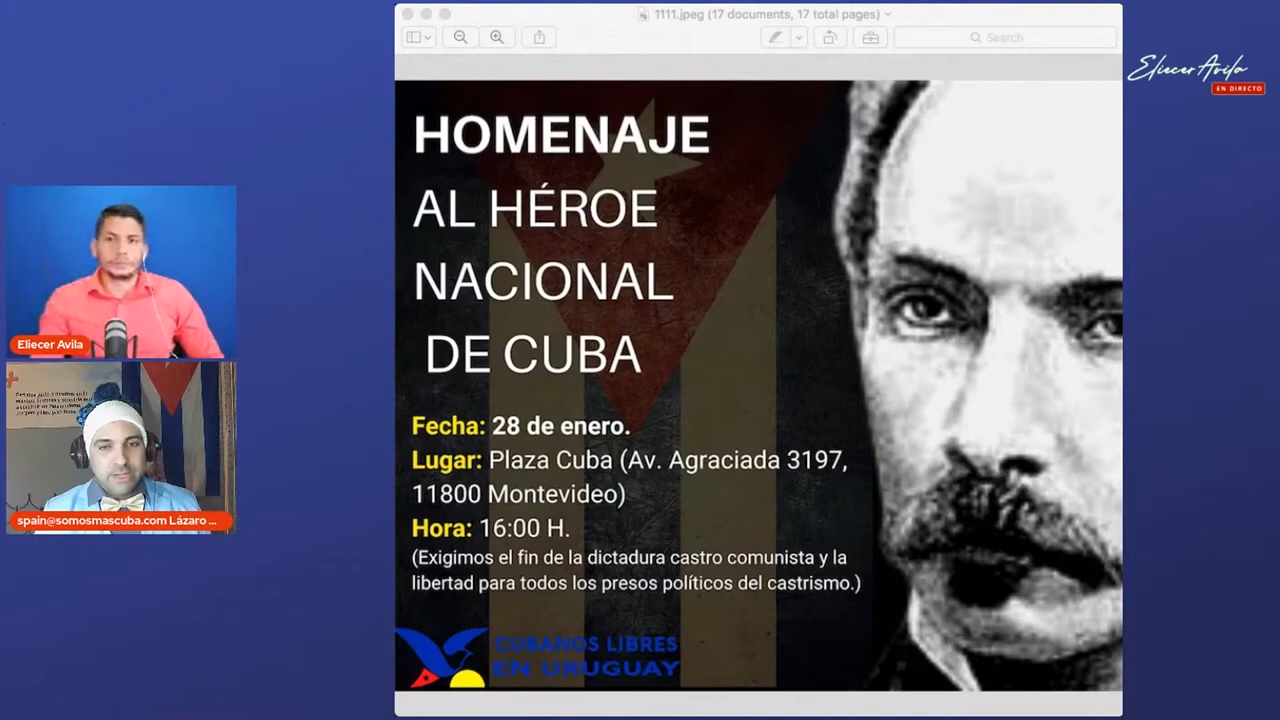 1111.jpeg (17 documents, 17 total pages)
Search
Eliecer Avila
EN DIRECTO
HOMENAJE
AL HÉROE
NACIONAL
DE CUBA
Fecha: 28 de enero.
Lugar: Plaza Cuba (Av. Agraciada 3197,
11800 Montevideo)
Hora: 16:00 H.
(Exigimos el fin de la dictadura castro comunista y la
libertad para todos los presos políticos del castrismo.)
CUBANOS LIBRES
EN URUGUAY
Eliecer Avila
spain@somosmascuba.com Lázaro ...